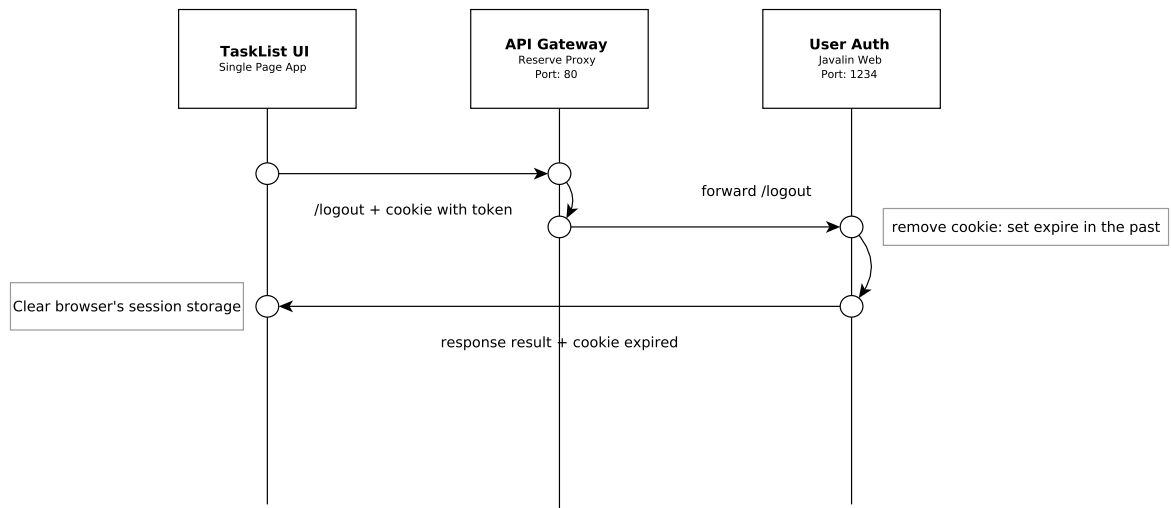 TaskList UI
Single Page App
API Gateway
Reserve Proxy
Port: 80
User Auth
Javalin Web
Port: 1234
/logout + cookie with token
forward /logout
remove cookie: set expire in the past
Clear browser's session storage
response result + cookie expired